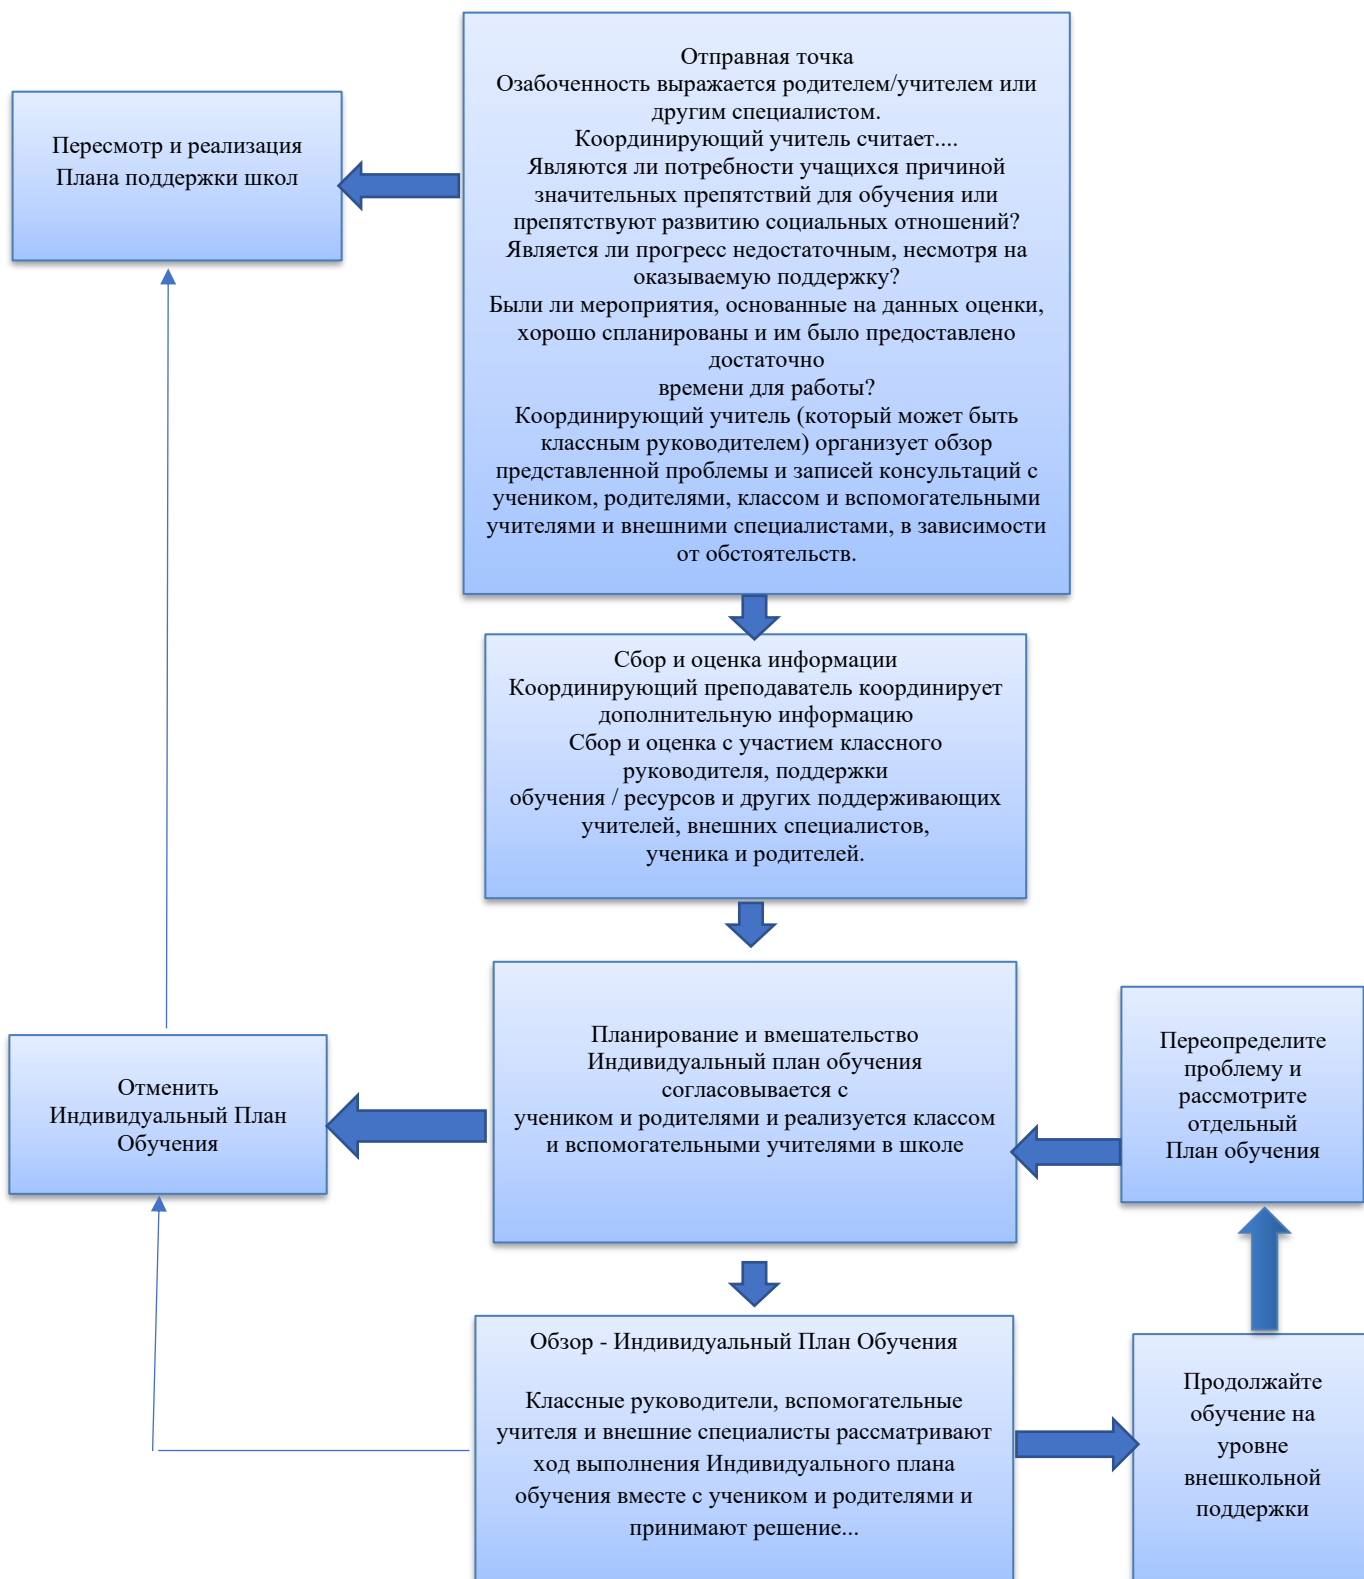 Отправная точка
Озабоченность выражается родителем/учителем или
другим специалистом.
Координирующий учитель считает....
Являются ли потребности учащихся причиной
значительных препятствий для обучения или
препятствуют развитию социальных отношений?
Является ли прогресс недостаточным, несмотря на
оказываемую поддержку?
Были ли мероприятия, основанные на данных оценки,
хорошо спланированы и им было предоставлено
достаточно
времени для работы?
Координирующий учитель (который может быть
классным руководителем) организует обзор
представленной проблемы и записей консультаций с
учеником, родителями, классом и вспомогательными
учителями и внешними специалистами, в зависимости
от обстоятельств.
Пересмотр и реализация
Плана поддержки школ
Сбор и оценка информации
Координирующий преподаватель координирует
дополнительную информацию
Сбор и оценка с участием классного
руководителя, поддержки
обучения / ресурсов и других поддерживающих
учителей, внешних специалистов,
ученика и родителей.
Планирование и вмешательство
Индивидуальный план обучения
согласовывается с
учеником и родителями и реализуется классом
и вспомогательными учителями в школе
Переопределите
проблему и
рассмотрите
отдельный
План обучения
Отменить
Индивидуальный План
Обучения
Обзор - Индивидуальный План Обучения
Классные руководители, вспомогательные
учителя и внешние специалисты рассматривают
ход выполнения Индивидуального плана
обучения вместе с учеником и родителями и
принимают решение...
Продолжайте
обучение на
уровне
внешкольной
поддержки